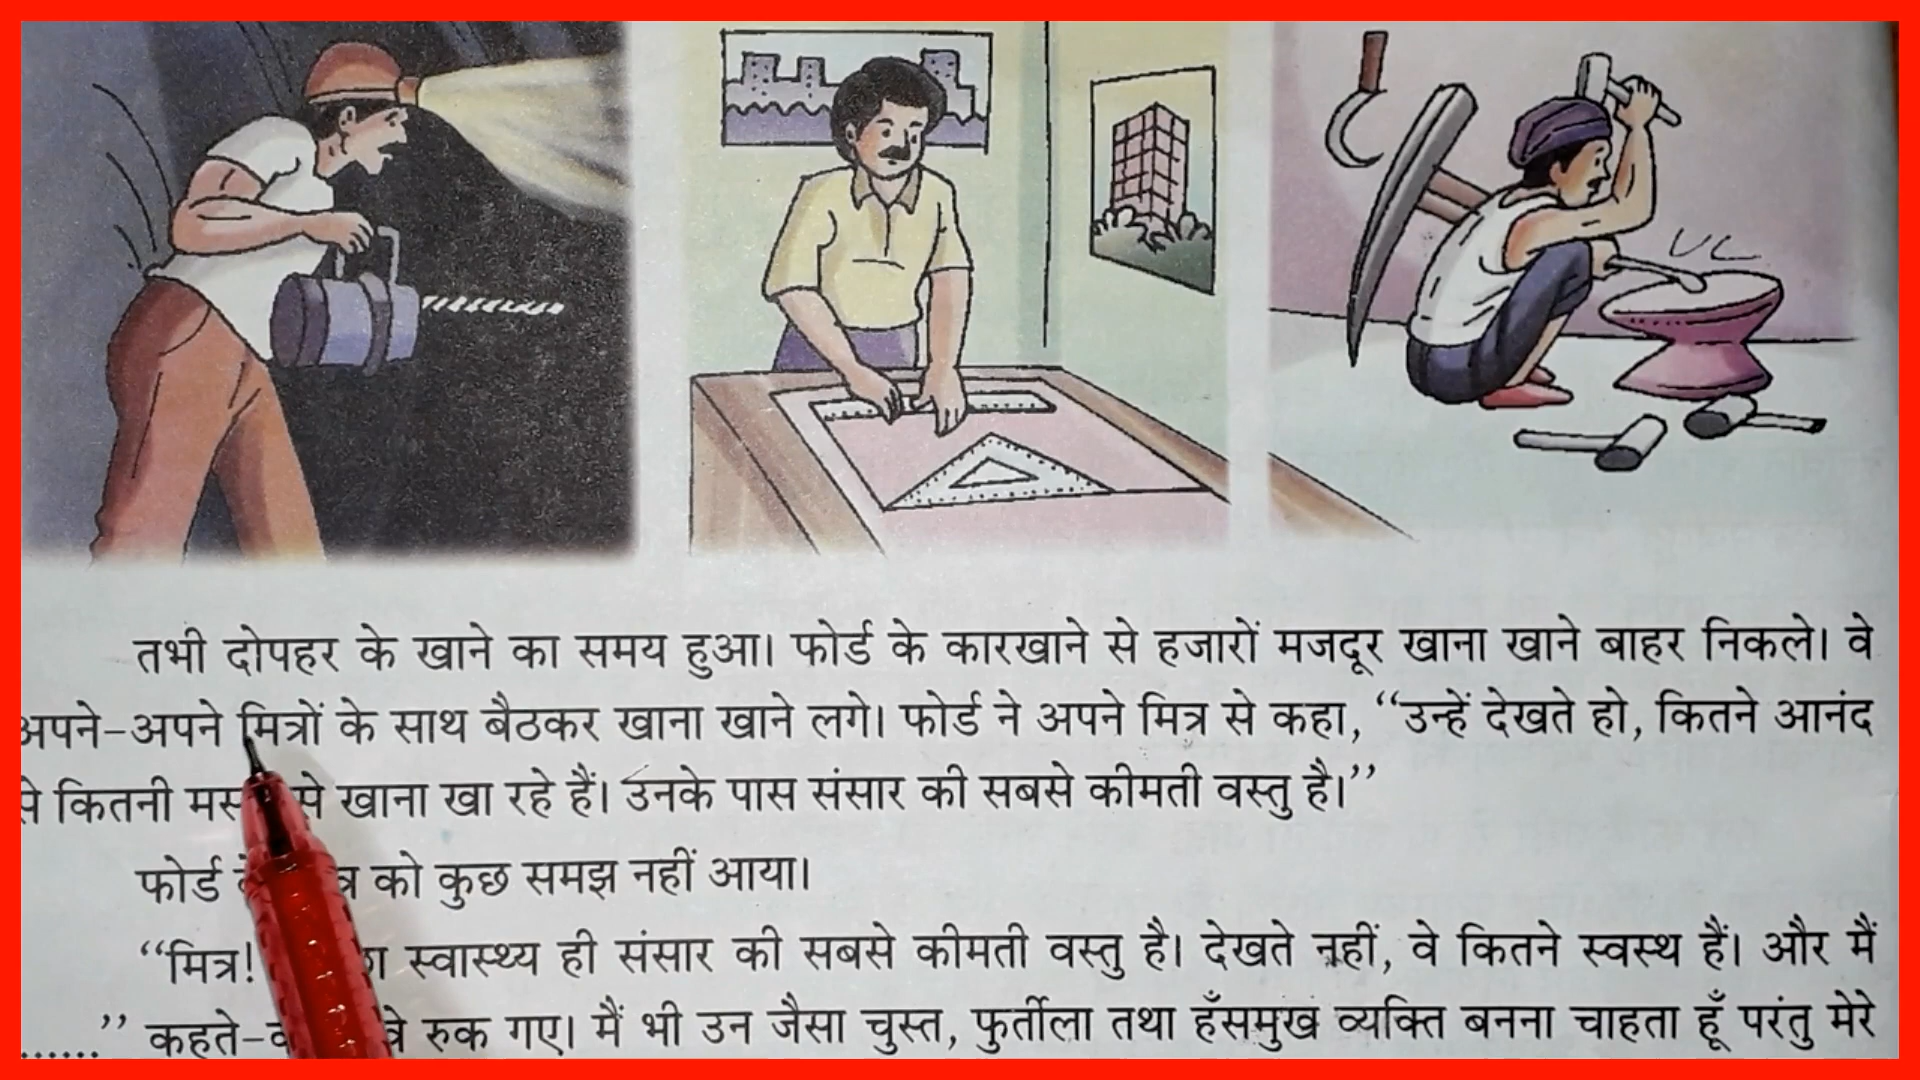 तभी दोपहर के खाने का समय हुआ। फोर्ड के कारखाने से हजारों मजदूर खाना खाने बाहर निकले। वे
अपने-अपने मित्रों के साथ बैठकर खाना खाने लगे। फोर्ड ने अपने मित्र से कहा, “उन्हें देखते हो, कितने आनंद
से कितनी से खाना खा रहे हैं। उनके पास संसार की सबसे कीमती वस्तु है।”
फोर्ड को कुछ समझ नहीं आया।
“मित्र! स्वास्थ्य ही संसार की सबसे कीमती वस्तु है। देखते नहीं, वे कितने स्वस्थ हैं। और मैं
......” कहते- रुक गए। मैं भी उन जैसा चुस्त, फुर्तीला तथा हँसमुख व्यक्ति बनना चाहता हूँ परंतु मेरे